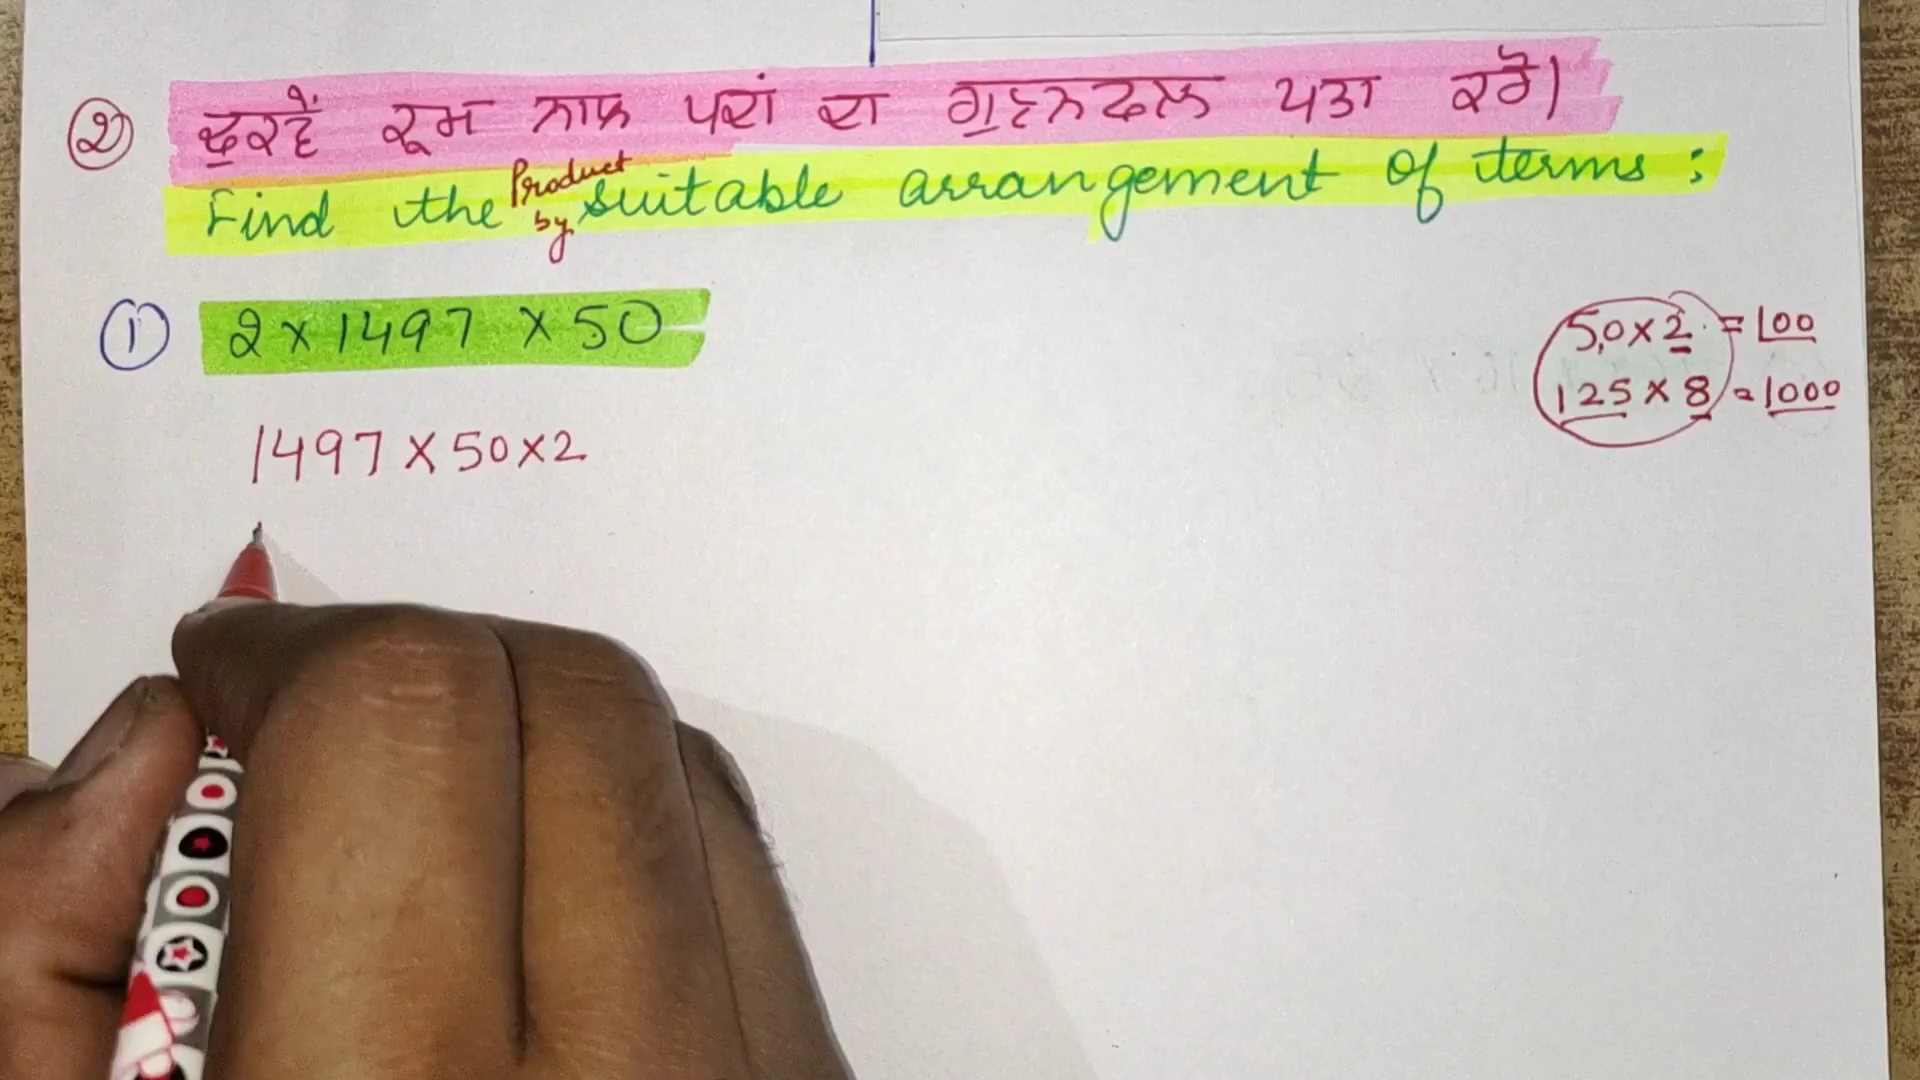 ② ਢੁਕਵੇਂ ਕ੍ਰਮ ਨਾਲ ਪਦਾਂ ਦਾ ਗੁਣਨਫਲ ਪਤਾ ਕਰੋ।
Find the Product by suitable arrangement of terms :
① 2 × 1497 × 50
50 × 2 = 100
125 × 8 = 1000
1497 × 50 × 2